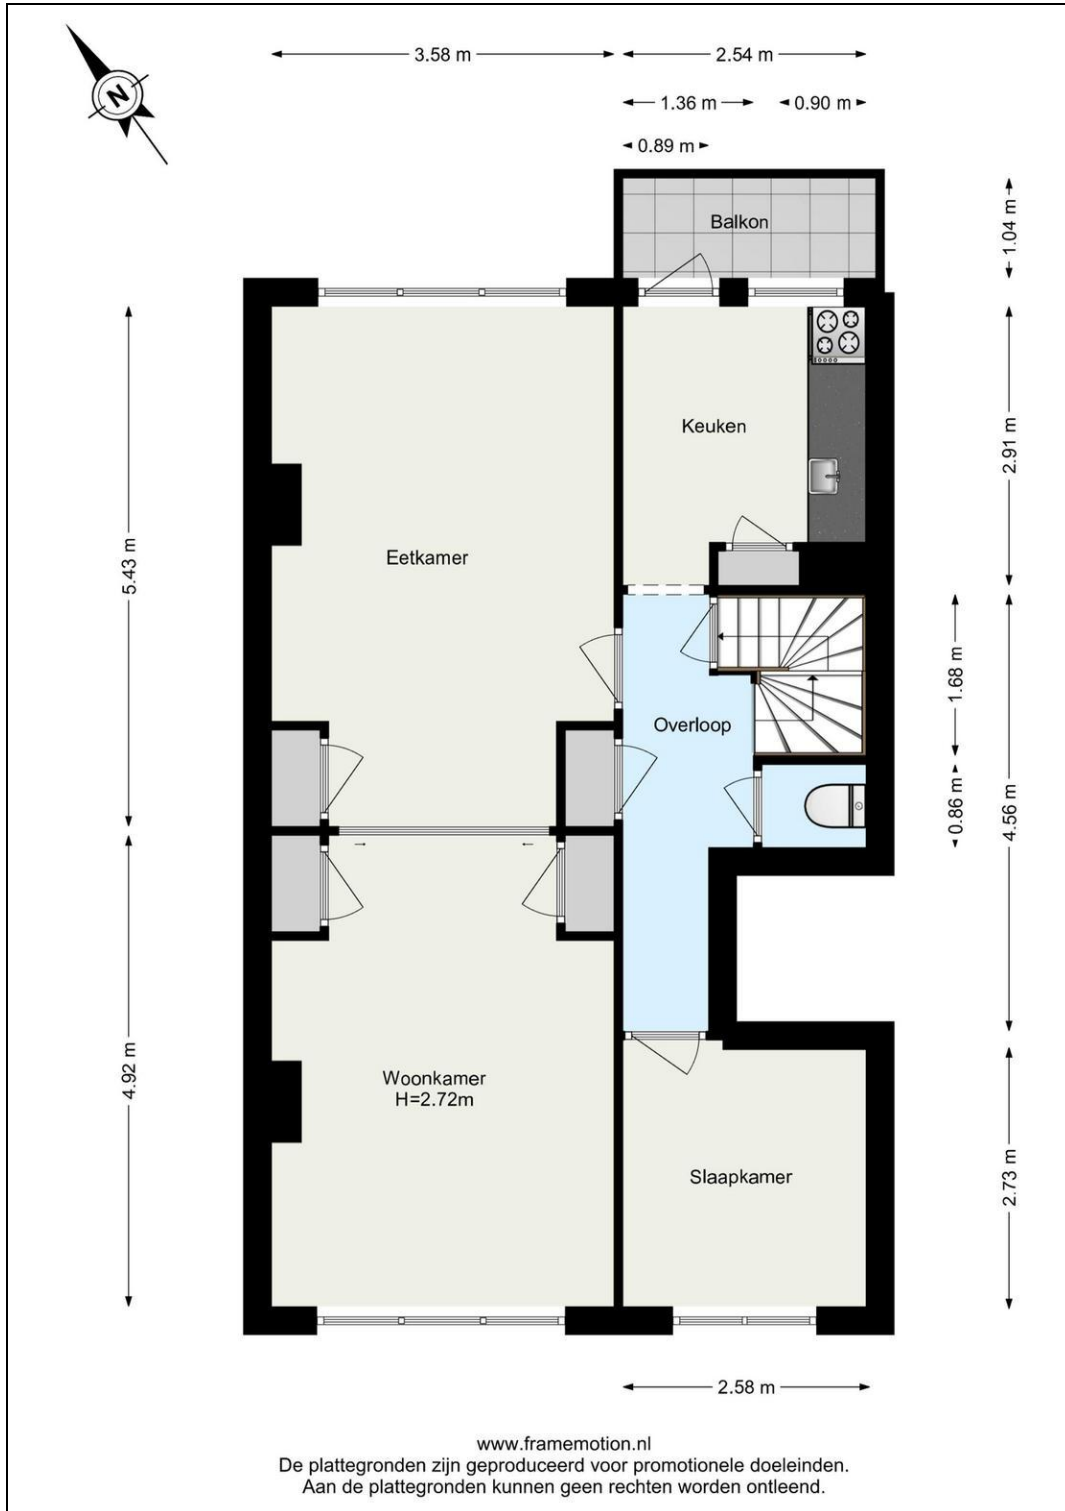 N
3.58 m
2.54 m
1.36 m
0.90 m
0.89 m
Balkon
1.04 m
Keuken
2.91 m
Eetkamer
5.43 m
Overloop
1.68 m
0.86 m
4.56 m
Woonkamer
H=2.72m
4.92 m
Slaapkamer
2.73 m
2.58 m
www.framemotion.nl
De plattegronden zijn geproduceerd voor promotionele doeleinden.
Aan de plattegronden kunnen geen rechten worden ontleend.